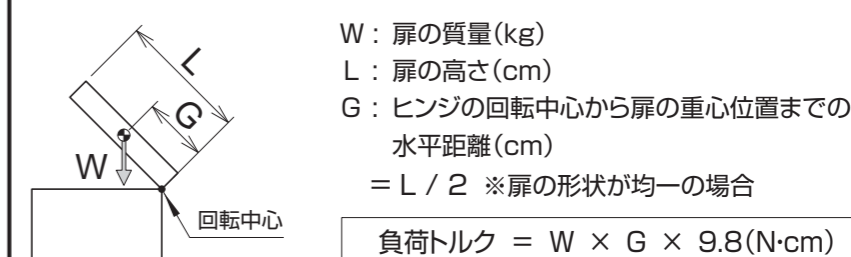 L
G
W
回転中心
W : 扉の質量(kg)
L : 扉の高さ(cm)
G : ヒンジの回転中心から扉の重心位置までの
水平距離(cm)
= L / 2 ※扉の形状が均一の場合
負荷トルク = W × G × 9.8(N・cm)